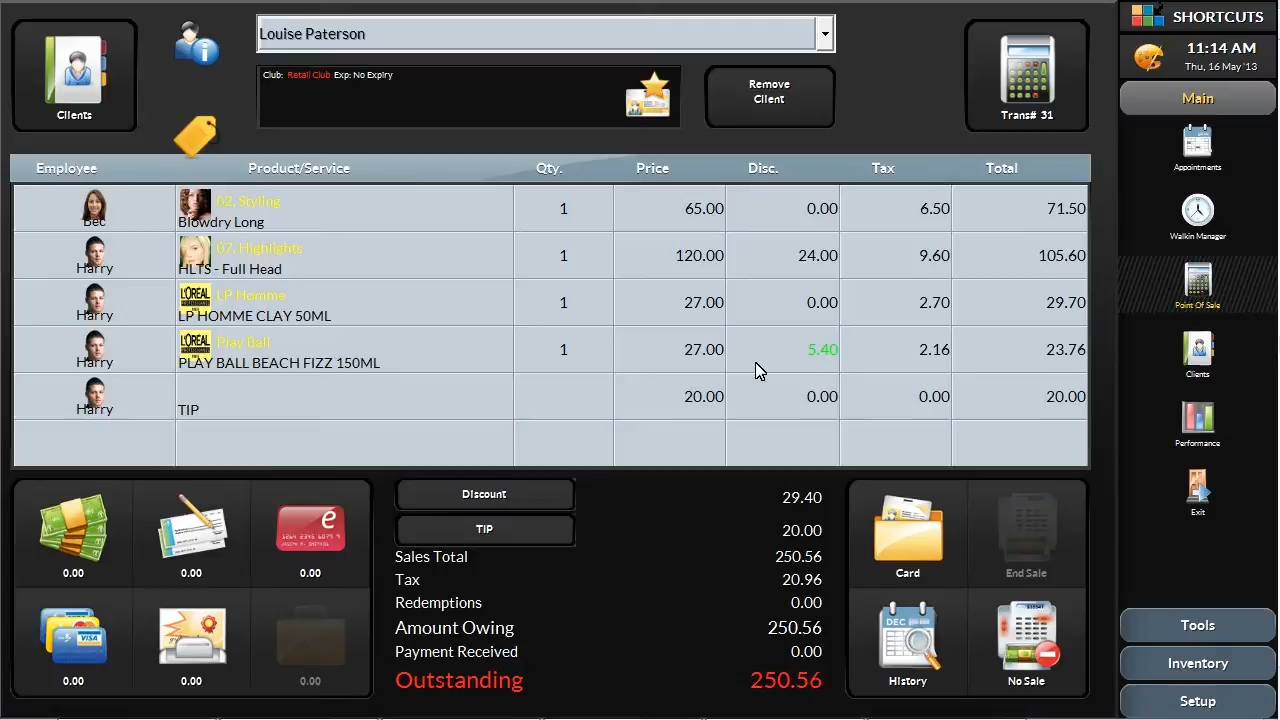 SHORTCUTS
11:14 AM
Thu, 16 May '13
Main
Appointments
Walkin Manager
Point Of Sale
Clients
Performance
Exit
Tools
Inventory
Setup
Clients
Louise Paterson
Club: Retail Club Exp: No Expiry
Remove
Client
Trans# 31
Employee Product/Service Qty. Price Disc. Tax Total
Bec 02. Styling
Blowdry Long 1 65.00 0.00 6.50 71.50
Harry 07. Highlights
HLTS - Full Head 1 120.00 24.00 9.60 105.60
Harry L'ORÉAL LP Homme
LP HOMME CLAY 50ML 1 27.00 0.00 2.70 29.70
Harry L'ORÉAL Play Ball
PLAY BALL BEACH FIZZ 150ML 1 27.00 5.40 2.16 23.76
Harry TIP 20.00 0.00 0.00 20.00
0.00 0.00 0.00
VISA
0.00 0.00 0.00
Discount 29.40
TIP 20.00
Sales Total 250.56
Tax 20.96
Redemptions 0.00
Amount Owing 250.56
Payment Received 0.00
Outstanding 250.56
Card
End Sale
DEC
History
No Sale